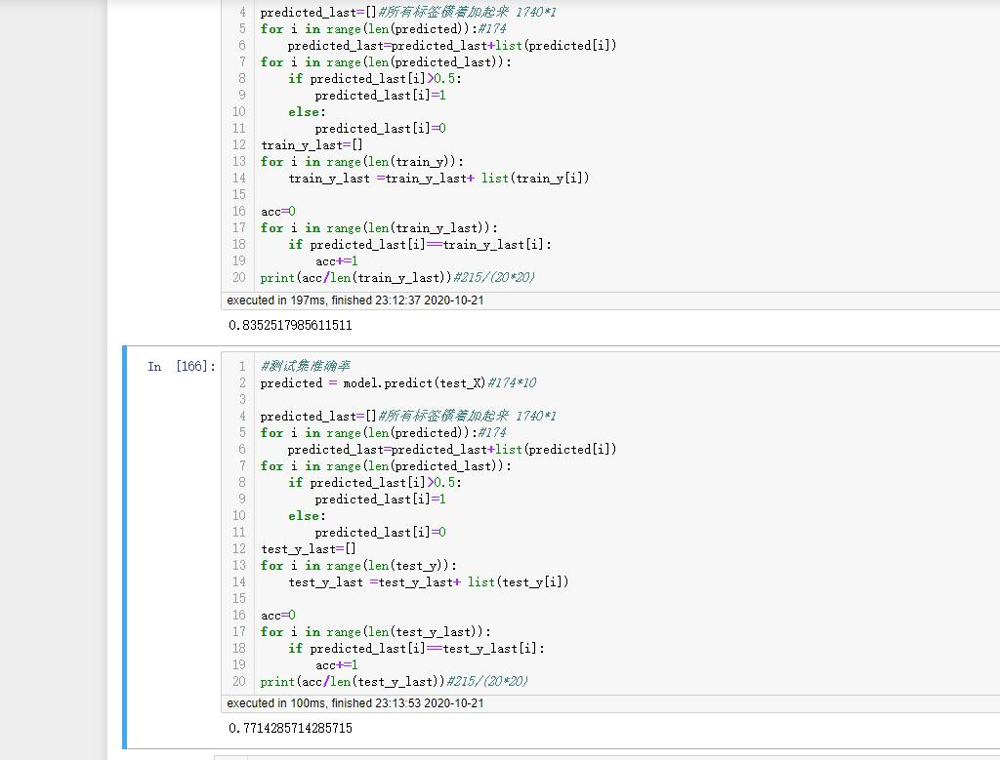 4 predicted_last=[]#所有标签横着加起来 1740*1
5 for i in range(len(predicted)):#174
6     predicted_last=predicted_last+list(predicted[i])
7 for i in range(len(predicted_last)):
8     if predicted_last[i]>0.5:
9         predicted_last[i]=1
10     else:
11         predicted_last[i]=0
12 train_y_last=[]
13 for i in range(len(train_y)):
14     train_y_last =train_y_last+ list(train_y[i])
15
16 acc=0
17 for i in range(len(train_y_last)):
18     if predicted_last[i]==train_y_last[i]:
19         acc+=1
20 print(acc/len(train_y_last))#215/(20*20)
executed in 197ms, finished 23:12:37 2020-10-21
0.8352517985611511
In [166]:
1 #测试集准确率
2 predicted = model.predict(test_X)#174*10
3
4 predicted_last=[]#所有标签横着加起来 1740*1
5 for i in range(len(predicted)):#174
6     predicted_last=predicted_last+list(predicted[i])
7 for i in range(len(predicted_last)):
8     if predicted_last[i]>0.5:
9         predicted_last[i]=1
10     else:
11         predicted_last[i]=0
12 test_y_last=[]
13 for i in range(len(test_y)):
14     test_y_last =test_y_last+ list(test_y[i])
15
16 acc=0
17 for i in range(len(test_y_last)):
18     if predicted_last[i]==test_y_last[i]:
19         acc+=1
20 print(acc/len(test_y_last))#215/(20*20)
executed in 100ms, finished 23:13:53 2020-10-21
0.7714285714285715